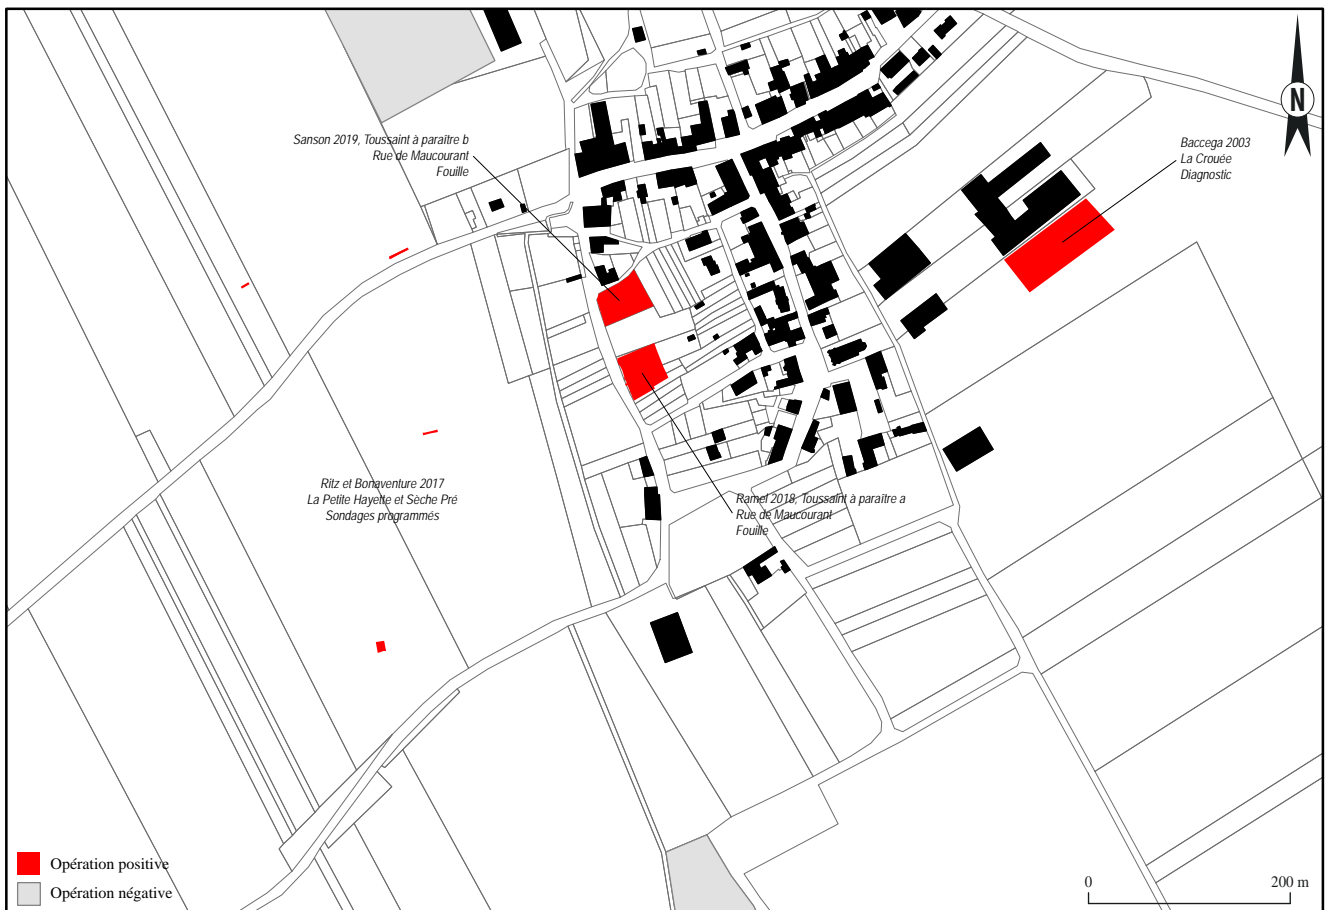 Sanson 2019, Toussaint à paraître b
Rue de Maucourant
Fouille
N
Baccega 2003
La Crouée
Diagnostic
Ritz et Bonaventure 2017
La Petite Hayette et Sèche Pré
Sondages programmés
Ramel 2018, Toussaint à paraître a
Rue de Maucourant
Fouille
Opération positive
Opération négative
0 200 m